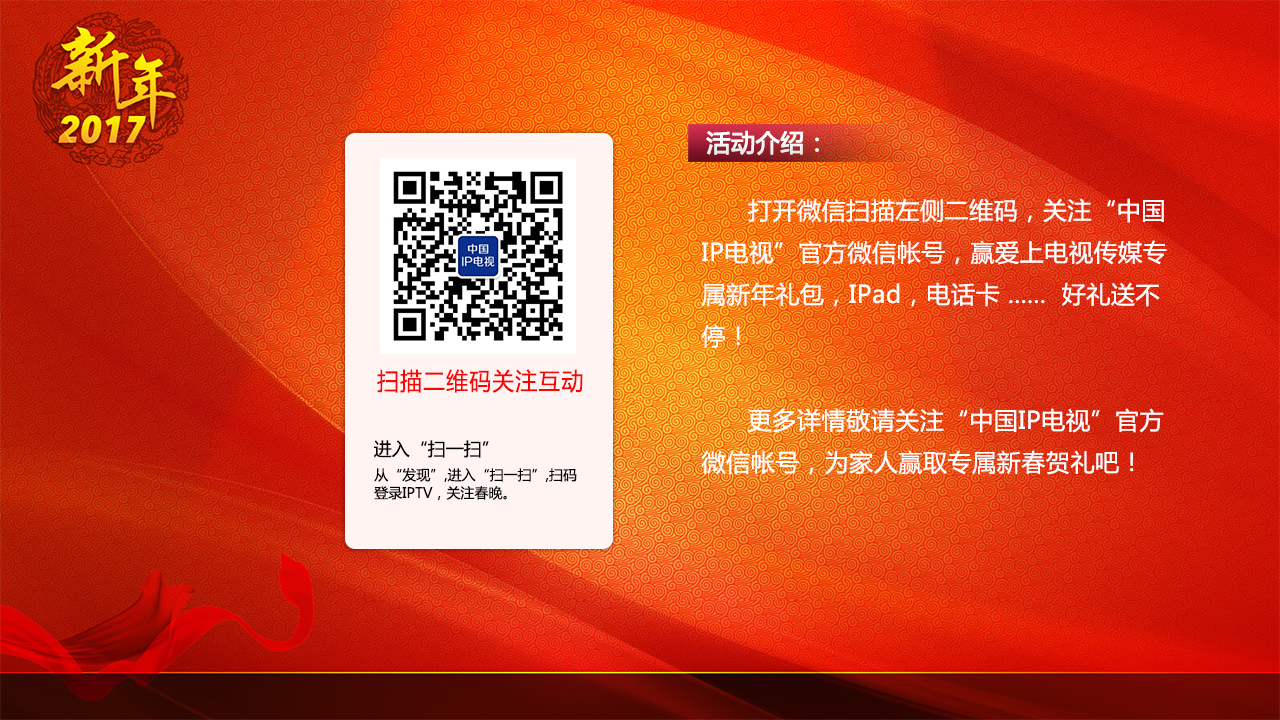 新年
2017
中国
IP电视
扫描二维码关注互动
进入“扫一扫”
从“发现”,进入“扫一扫”,扫码
登录IPTV，关注春晚。
活动介绍：
打开微信扫描左侧二维码，关注“中国
IP电视”官方微信帐号，赢爱上电视传媒专
属新年礼包，IPad，电话卡 ...... 好礼送不
停！
更多详情敬请关注“中国IP电视”官方
微信帐号，为家人赢取专属新春贺礼吧！